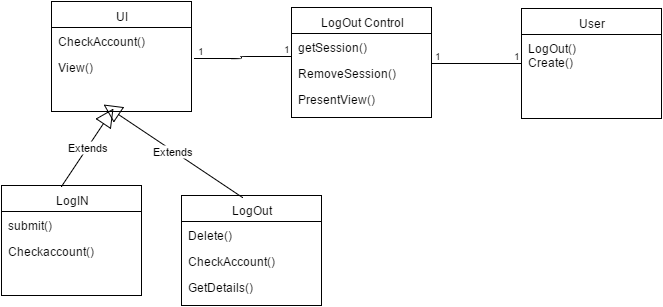 UI
CheckAccount()
View()
1
1
LogOut Control
getSession()
RemoveSession()
PresentView()
1
1
User
LogOut()
Create()
Extends
Extends
LogIN
submit()
Checkaccount()
LogOut
Delete()
CheckAccount()
GetDetails()